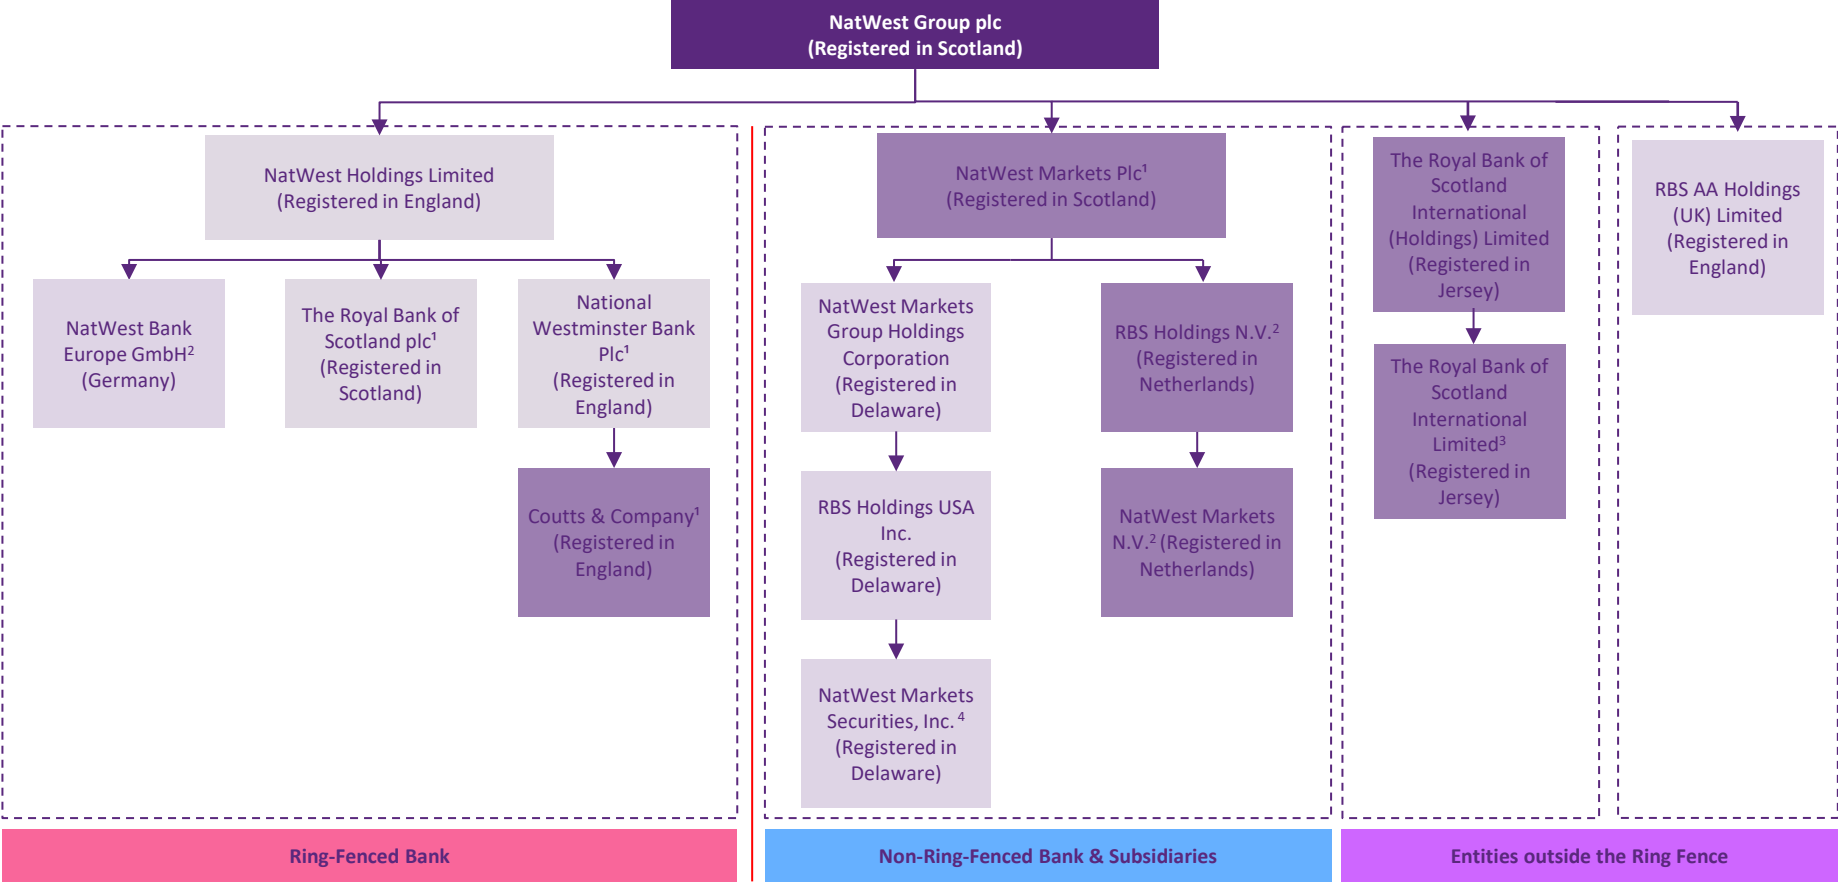 NatWest Group plc
(Registered in Scotland)
NatWest Holdings Limited
(Registered in England)
NatWest Bank
Europe GmbH²
(Germany)
The Royal Bank of
Scotland plc¹
(Registered in
Scotland)
National
Westminster Bank
Plc¹
(Registered in
England)
Coutts & Company¹
(Registered in
England)
NatWest Markets Plc¹
(Registered in Scotland)
NatWest Markets
Group Holdings
Corporation
(Registered in
Delaware)
RBS Holdings USA
Inc.
(Registered in
Delaware)
NatWest Markets
Securities, Inc. ⁴
(Registered in
Delaware)
RBS Holdings N.V.²
(Registered in
Netherlands)
NatWest Markets
N.V.² (Registered in
Netherlands)
The Royal Bank of
Scotland
International
(Holdings) Limited
(Registered in
Jersey)
The Royal Bank of
Scotland
International
Limited³
(Registered in
Jersey)
RBS AA Holdings
(UK) Limited
(Registered in
England)
Ring-Fenced Bank
Non-Ring-Fenced Bank & Subsidiaries
Entities outside the Ring Fence